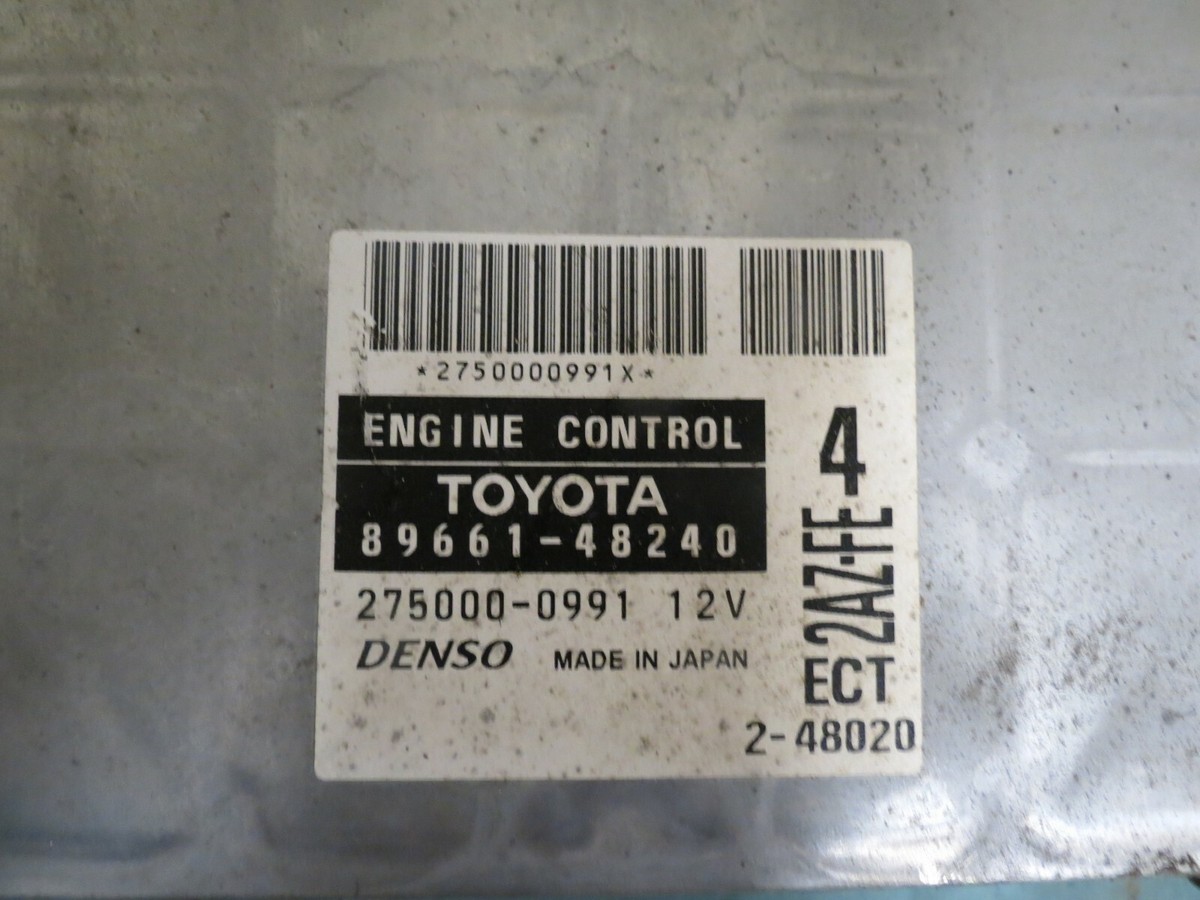 *2750000991X*
ENGINE CONTROL
TOYOTA
89661-48240
275000-0991 12V
DENSO MADE IN JAPAN
4
2AZ-FE
ECT
2-48020